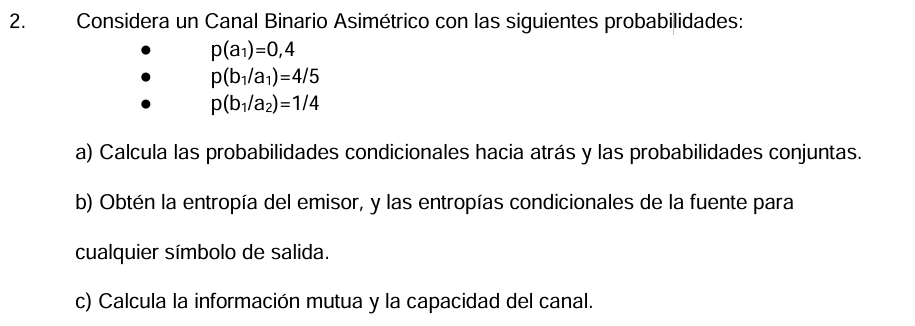 2. Considera un Canal Binario Asimétrico con las siguientes probabilidades:
● p(a₁)=0,4
● p(b₁/a₁)=4/5
● p(b₁/a₂)=1/4
a) Calcula las probabilidades condicionales hacia atrás y las probabilidades conjuntas.
b) Obtén la entropía del emisor, y las entropías condicionales de la fuente para
cualquier símbolo de salida.
c) Calcula la información mutua y la capacidad del canal.